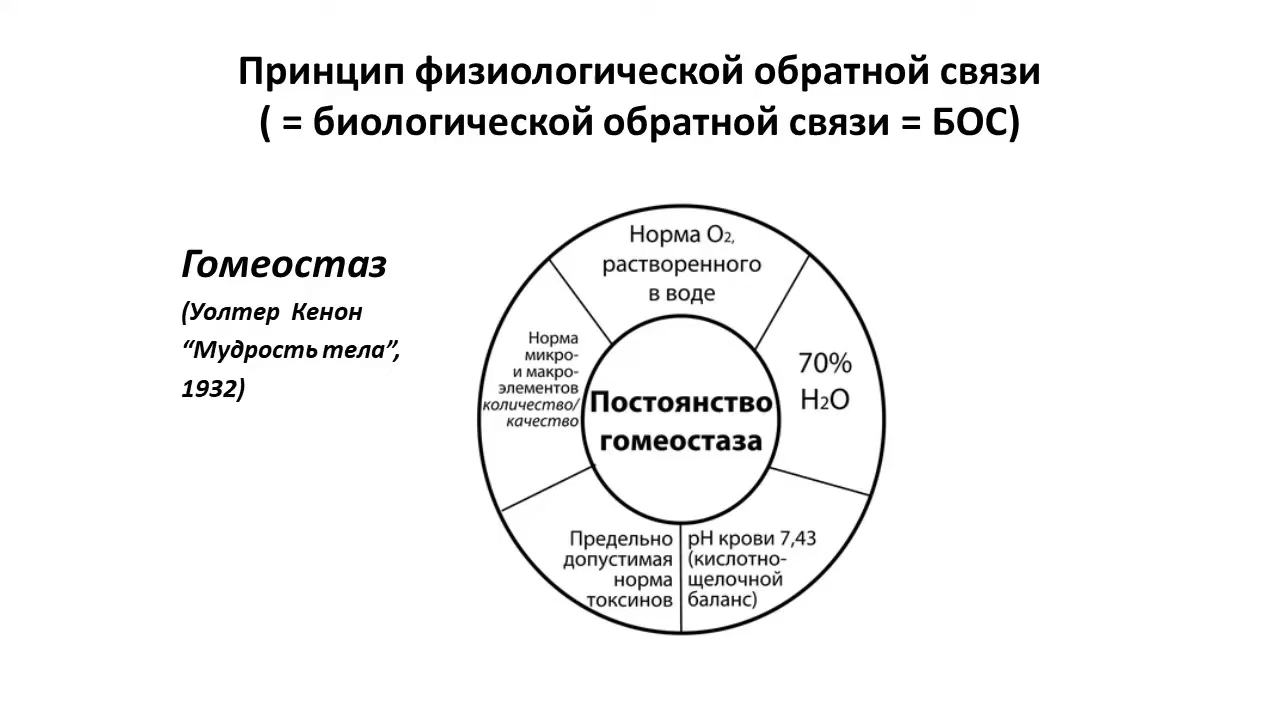 Принцип физиологической обратной связи
( = биологической обратной связи = БОС)
Гомеостаз
(Уолтер Кенон
“Мудрость тела”,
1932)
Норма O₂,
растворенного
в воде
70%
H₂O
pH крови 7,43
(кислотно-
щелочной
баланс)
Предельно
допустимая
норма
токсинов
Норма
микро-
и макро-
элементов
количество/
качество
Постоянство
гомеостаза